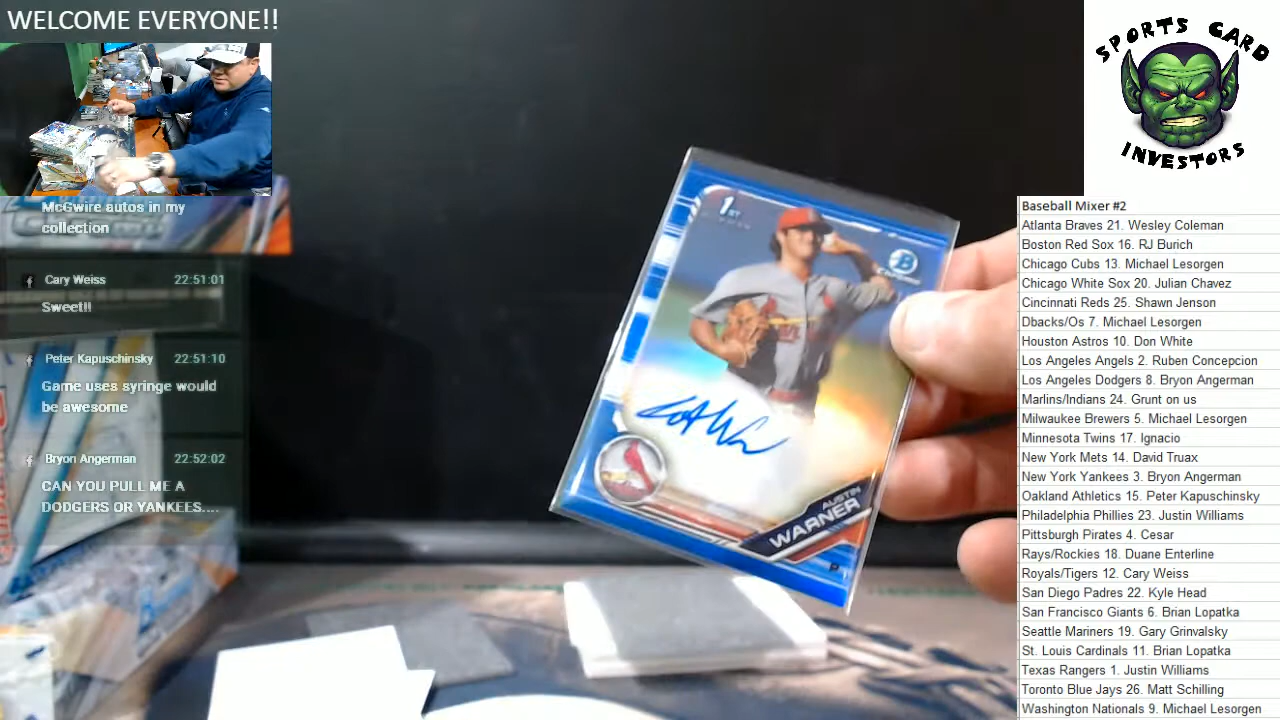 WELCOME EVERYONE!!
SPORTS CARD
INVESTORS
McGwire autos in my
collection
Cary Weiss 22:51:01
Sweet!!
Peter Kapuschinsky 22:51:10
Game uses syringe would
be awesome
Bryon Angerman 22:52:02
CAN YOU PULL ME A
DODGERS OR YANKEES....
1ST
B
AUSTIN
WARNER
P
Baseball Mixer #2
Atlanta Braves 21. Wesley Coleman
Boston Red Sox 16. RJ Burich
Chicago Cubs 13. Michael Lesorgen
Chicago White Sox 20. Julian Chavez
Cincinnati Reds 25. Shawn Jenson
Dbacks/Os 7. Michael Lesorgen
Houston Astros 10. Don White
Los Angeles Angels 2. Ruben Concepcion
Los Angeles Dodgers 8. Bryon Angerman
Marlins/Indians 24. Grunt on us
Milwaukee Brewers 5. Michael Lesorgen
Minnesota Twins 17. Ignacio
New York Mets 14. David Truax
New York Yankees 3. Bryon Angerman
Oakland Athletics 15. Peter Kapuschinsky
Philadelphia Phillies 23. Justin Williams
Pittsburgh Pirates 4. Cesar
Rays/Rockies 18. Duane Enterline
Royals/Tigers 12. Cary Weiss
San Diego Padres 22. Kyle Head
San Francisco Giants 6. Brian Lopatka
Seattle Mariners 19. Gary Grinvalsky
St. Louis Cardinals 11. Brian Lopatka
Texas Rangers 1. Justin Williams
Toronto Blue Jays 26. Matt Schilling
Washington Nationals 9. Michael Lesorgen